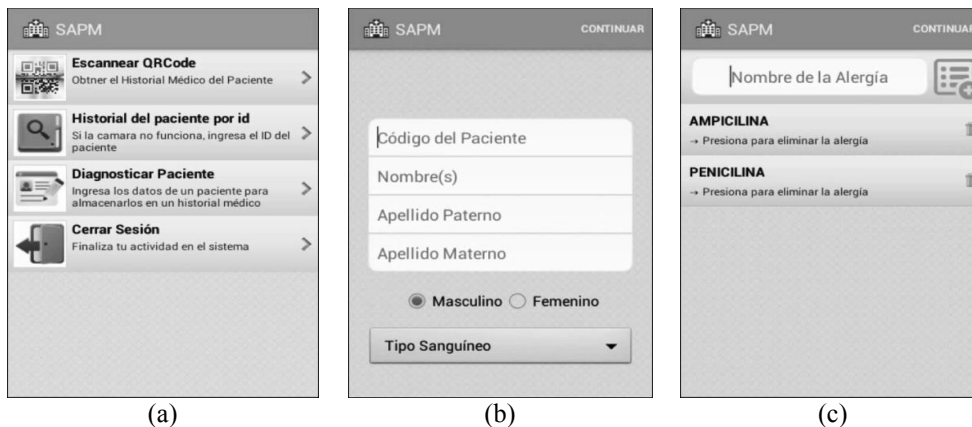 SAPM
Escannear QRCode
Obtner el Historial Médico del Paciente
Historial del paciente por id
Si la camara no funciona, ingresa el ID del
paciente
Diagnosticar Paciente
Ingresa los datos de un paciente para
almacenarlos en un historial médico
Cerrar Sesión
Finaliza tu actividad en el sistema
(a)
SAPM CONTINUAR
Código del Paciente
Nombre(s)
Apellido Paterno
Apellido Materno
Masculino Femenino
Tipo Sanguíneo
(b)
SAPM CONTINUAR
Nombre de la Alergía
AMPICILINA
→ Presiona para eliminar la alergía
PENICILINA
→ Presiona para eliminar la alergía
(c)